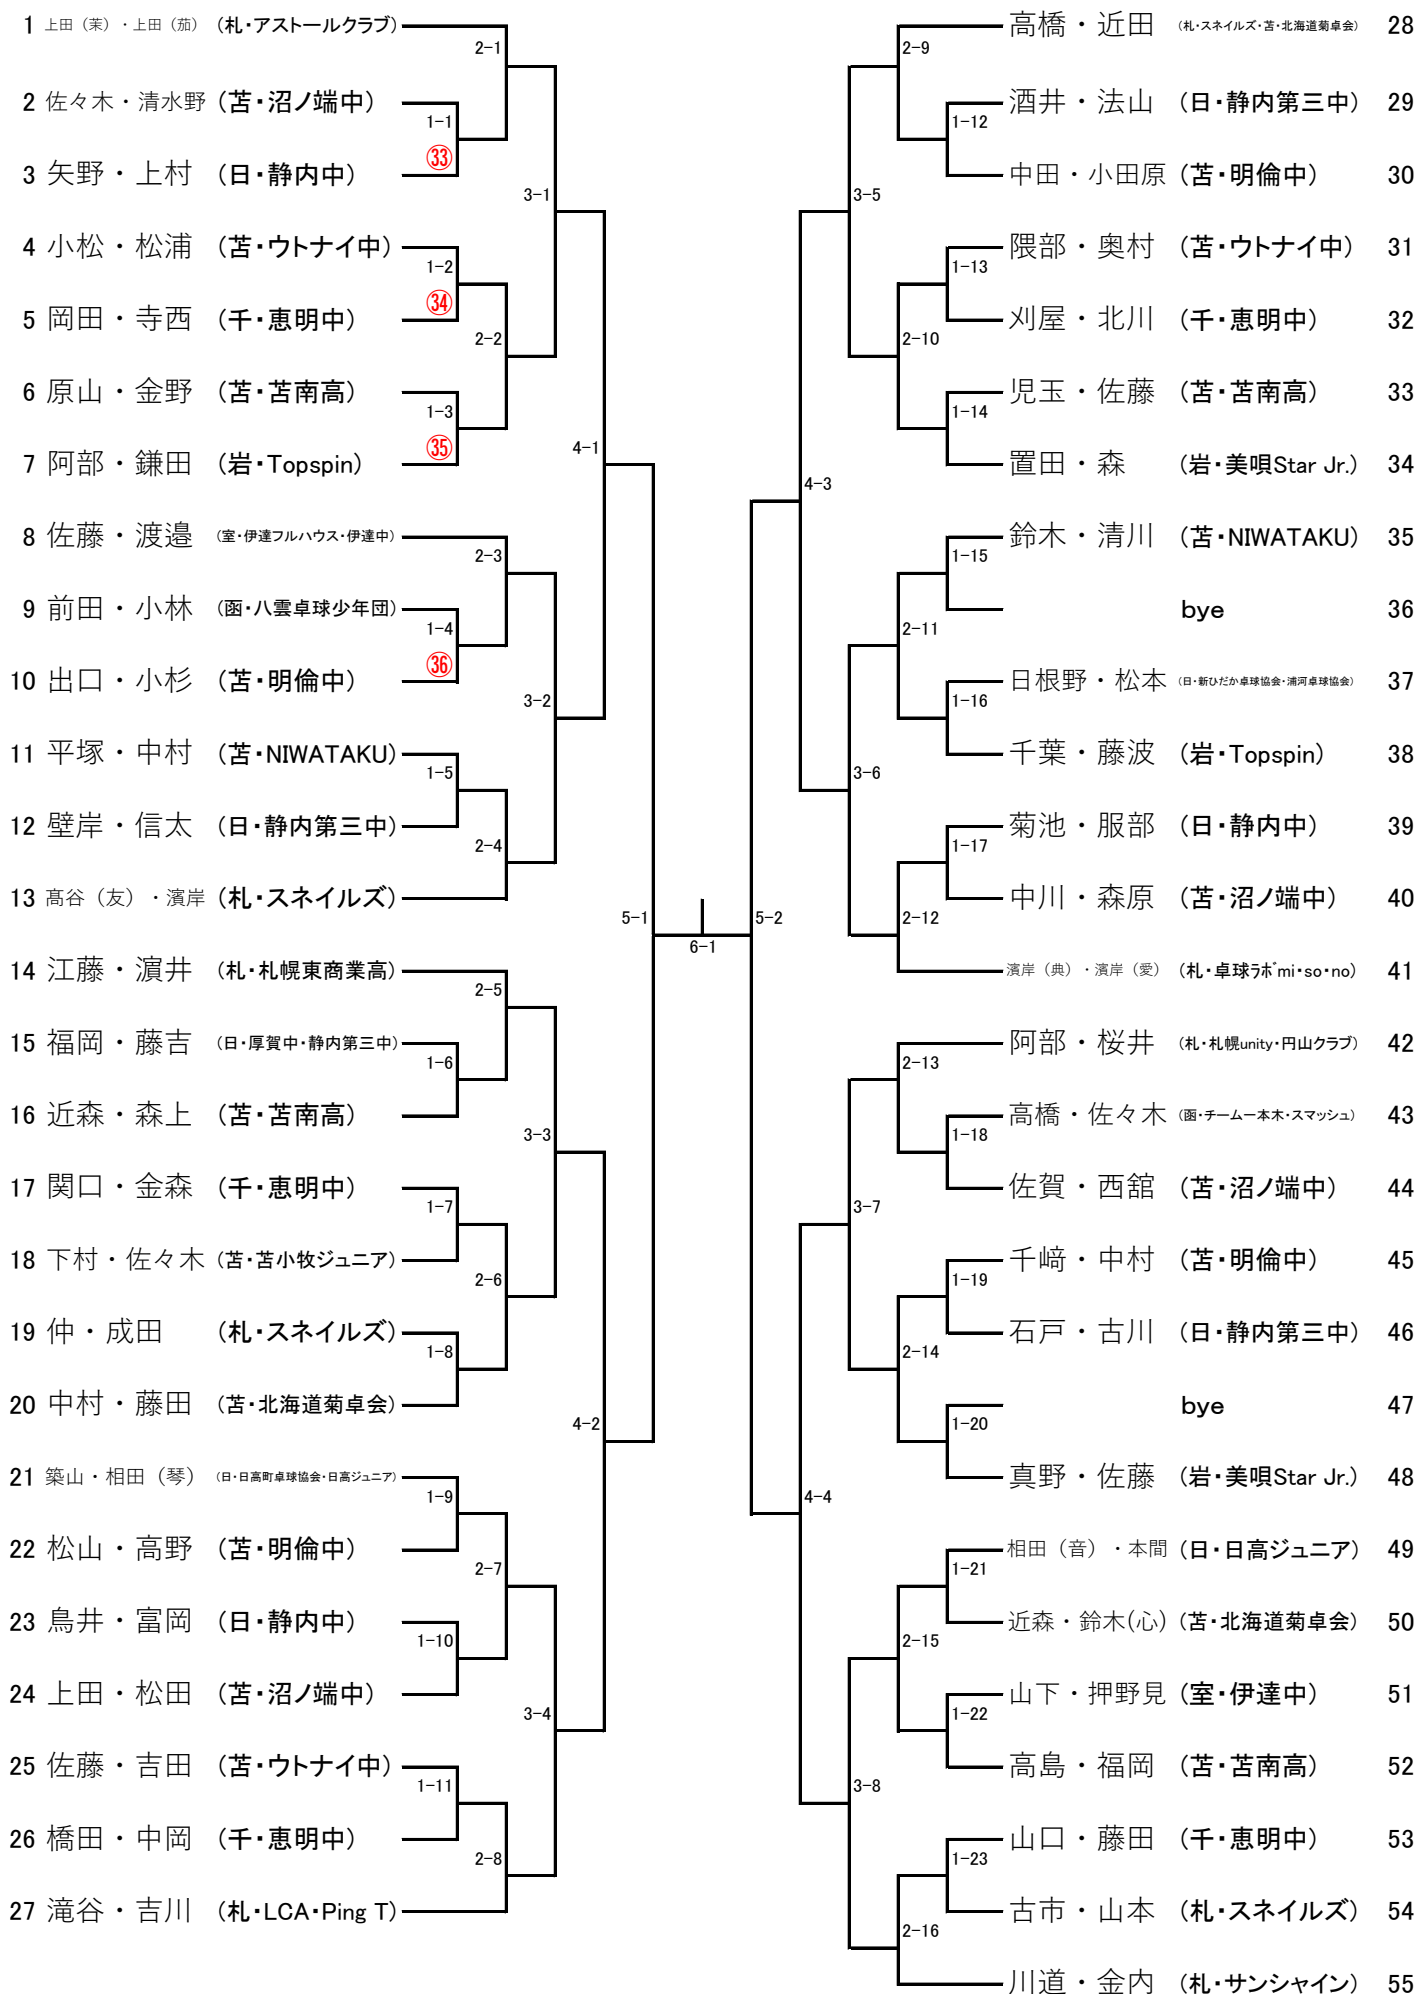 1 上田（茉）・上田（茄） （札・アストールクラブ）
2-1
2 佐々木・清水野 （苫・沼ノ端中）
1-1
㉝
3 矢野・上村 （日・静内中）
3-1
4 小松・松浦 （苫・ウトナイ中）
1-2
㉞
5 岡田・寺西 （千・恵明中）
2-2
6 原山・金野 （苫・苫南高）
1-3
㉟
7 阿部・鎌田 （岩・Topspin）
4-1
8 佐藤・渡邉 （室・伊達フルハウス・伊達中）
2-3
9 前田・小林 （函・八雲卓球少年団）
1-4
㊱
10 出口・小杉 （苫・明倫中）
3-2
11 平塚・中村 （苫・NIWATAKU）
1-5
12 壁岸・信太 （日・静内第三中）
2-4
13 髙谷（友）・濱岸 （札・スネイルズ）
5-1
6-1
14 江藤・濵井 （札・札幌東商業高）
2-5
15 福岡・藤吉 （日・厚賀中・静内第三中）
1-6
16 近森・森上 （苫・苫南高）
3-3
17 関口・金森 （千・恵明中）
1-7
18 下村・佐々木 （苫・苫小牧ジュニア）
2-6
19 仲・成田 （札・スネイルズ）
1-8
20 中村・藤田 （苫・北海道菊卓会）
4-2
21 築山・相田（琴） （日・日高町卓球協会・日高ジュニア）
1-9
22 松山・高野 （苫・明倫中）
2-7
23 鳥井・富岡 （日・静内中）
1-10
24 上田・松田 （苫・沼ノ端中）
3-4
25 佐藤・吉田 （苫・ウトナイ中）
1-11
26 橋田・中岡 （千・恵明中）
2-8
27 滝谷・吉川 （札・LCA・Ping T）
高橋・近田 （札・スネイルズ・苫・北海道菊卓会） 28
2-9
酒井・法山 （日・静内第三中） 29
1-12
中田・小田原 （苫・明倫中） 30
3-5
隈部・奥村 （苫・ウトナイ中） 31
1-13
刈屋・北川 （千・恵明中） 32
2-10
児玉・佐藤 （苫・苫南高） 33
1-14
置田・森 （岩・美唄Star Jr.） 34
4-3
鈴木・清川 （苫・NIWATAKU） 35
1-15
bye 36
2-11
日根野・松本 （日・新ひだか卓球協会・浦河卓球協会） 37
1-16
千葉・藤波 （岩・Topspin） 38
3-6
菊池・服部 （日・静内中） 39
1-17
中川・森原 （苫・沼ノ端中） 40
2-12
5-2
濱岸（典）・濱岸（愛） （札・卓球ﾗﾎﾞmi・so・no） 41
阿部・桜井 （札・札幌unity・円山クラブ） 42
2-13
高橋・佐々木 （函・チーム一本木・スマッシュ） 43
1-18
佐賀・西舘 （苫・沼ノ端中） 44
3-7
千﨑・中村 （苫・明倫中） 45
1-19
石戸・古川 （日・静内第三中） 46
2-14
bye 47
1-20
真野・佐藤 （岩・美唄Star Jr.） 48
4-4
相田（音）・本間 （日・日高ジュニア） 49
1-21
近森・鈴木(心) （苫・北海道菊卓会） 50
2-15
山下・押野見 （室・伊達中） 51
1-22
高島・福岡 （苫・苫南高） 52
3-8
山口・藤田 （千・恵明中） 53
1-23
古市・山本 （札・スネイルズ） 54
2-16
川道・金内 （札・サンシャイン） 55